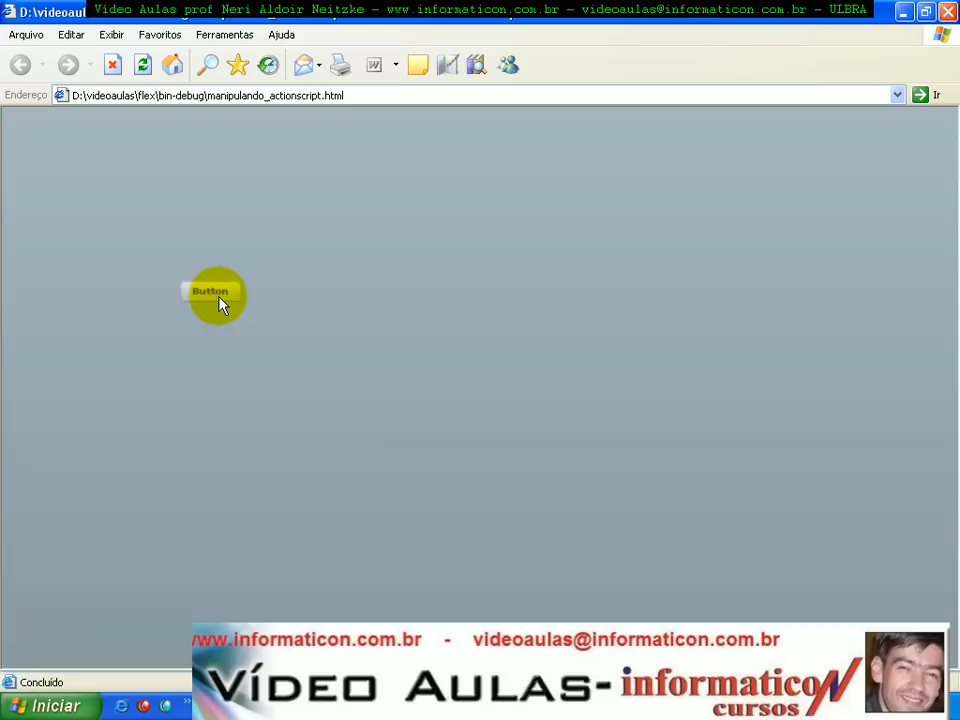 D:\videoaul
Vídeo Aulas prof Neri Aldoir Neitzke - www.informaticon.com.br - videoaulas@informaticon.com.br - ULBRA
Arquivo Editar Exibir Favoritos Ferramentas Ajuda
Endereço D:\videoaulas\flex\bin-debug\manipulando_actionscript.html Ir
Button
www.informaticon.com.br - videoaulas@informaticon.com.br
VÍDEO AULAS- informaticoN
cursos
Concluído
Iniciar